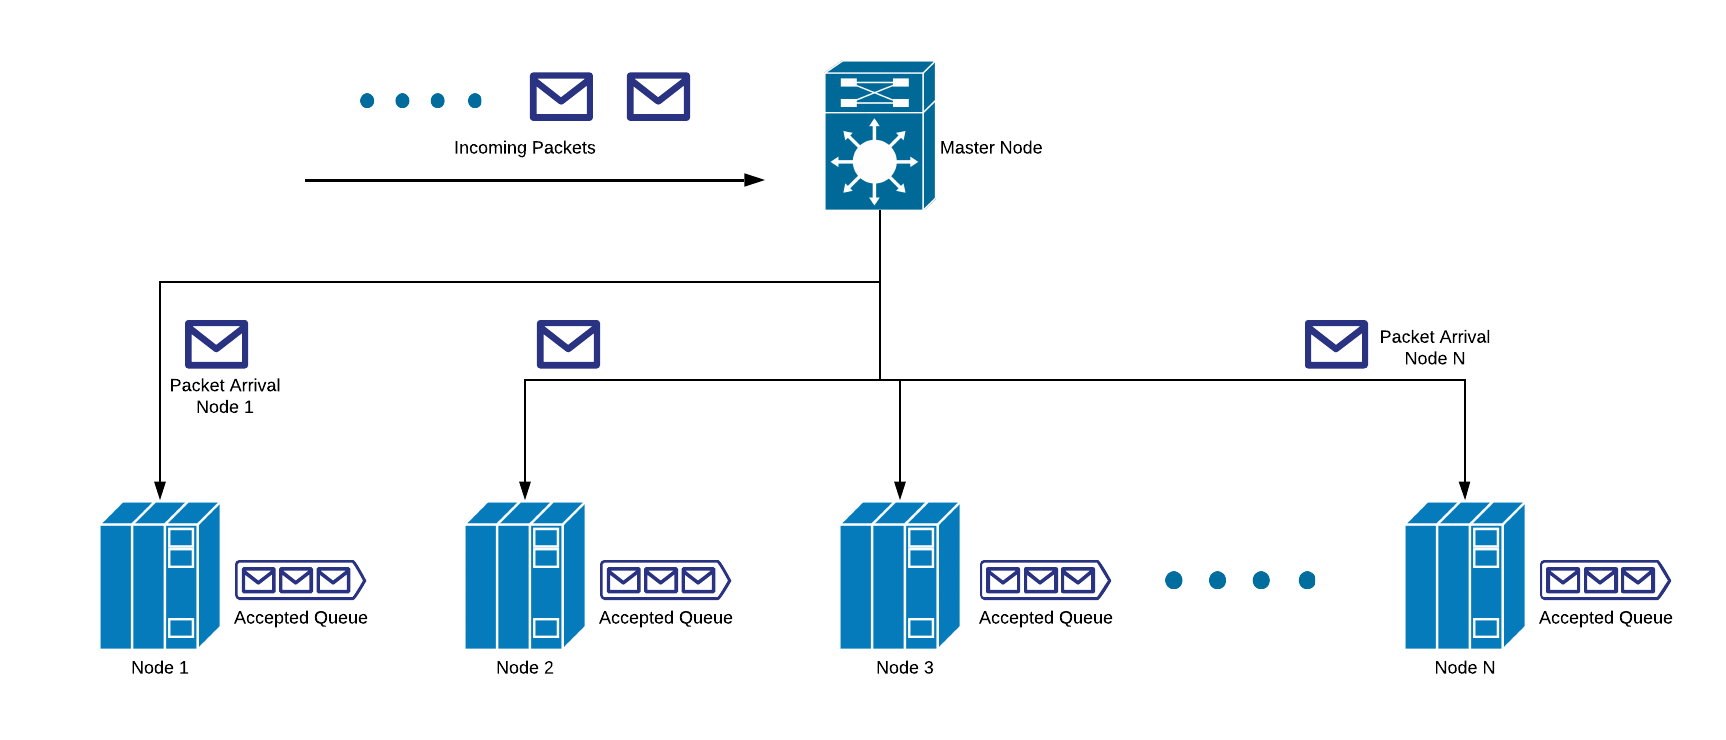 Incoming Packets
Master Node
Packet Arrival
Node N
Packet Arrival
Node 1
Accepted Queue
Accepted Queue
Accepted Queue
Accepted Queue
Node 1
Node 2
Node 3
Node N